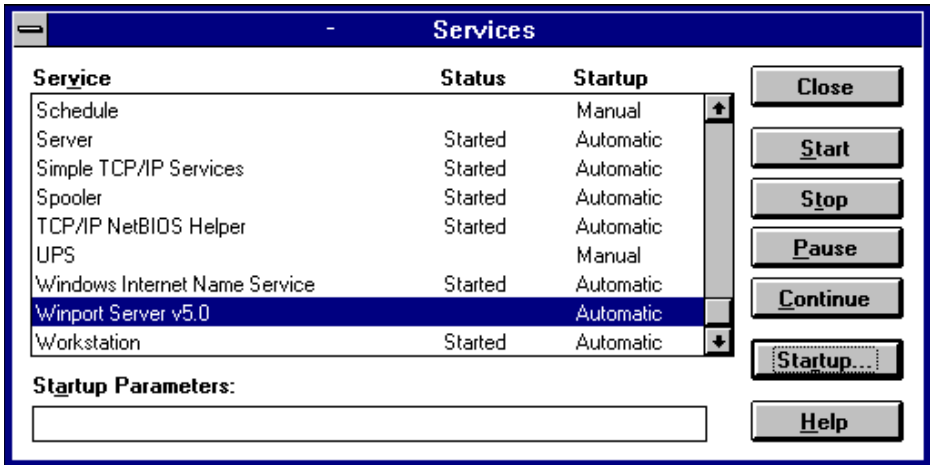 - Services
Service Status Startup
Schedule Manual
Server Started Automatic
Simple TCP/IP Services Started Automatic
Spooler Started Automatic
TCP/IP NetBIOS Helper Started Automatic
UPS Manual
Windows Internet Name Service Started Automatic
Winport Server v5.0 Automatic
Workstation Started Automatic
Startup Parameters:
Close
Start
Stop
Pause
Continue
Startup...
Help